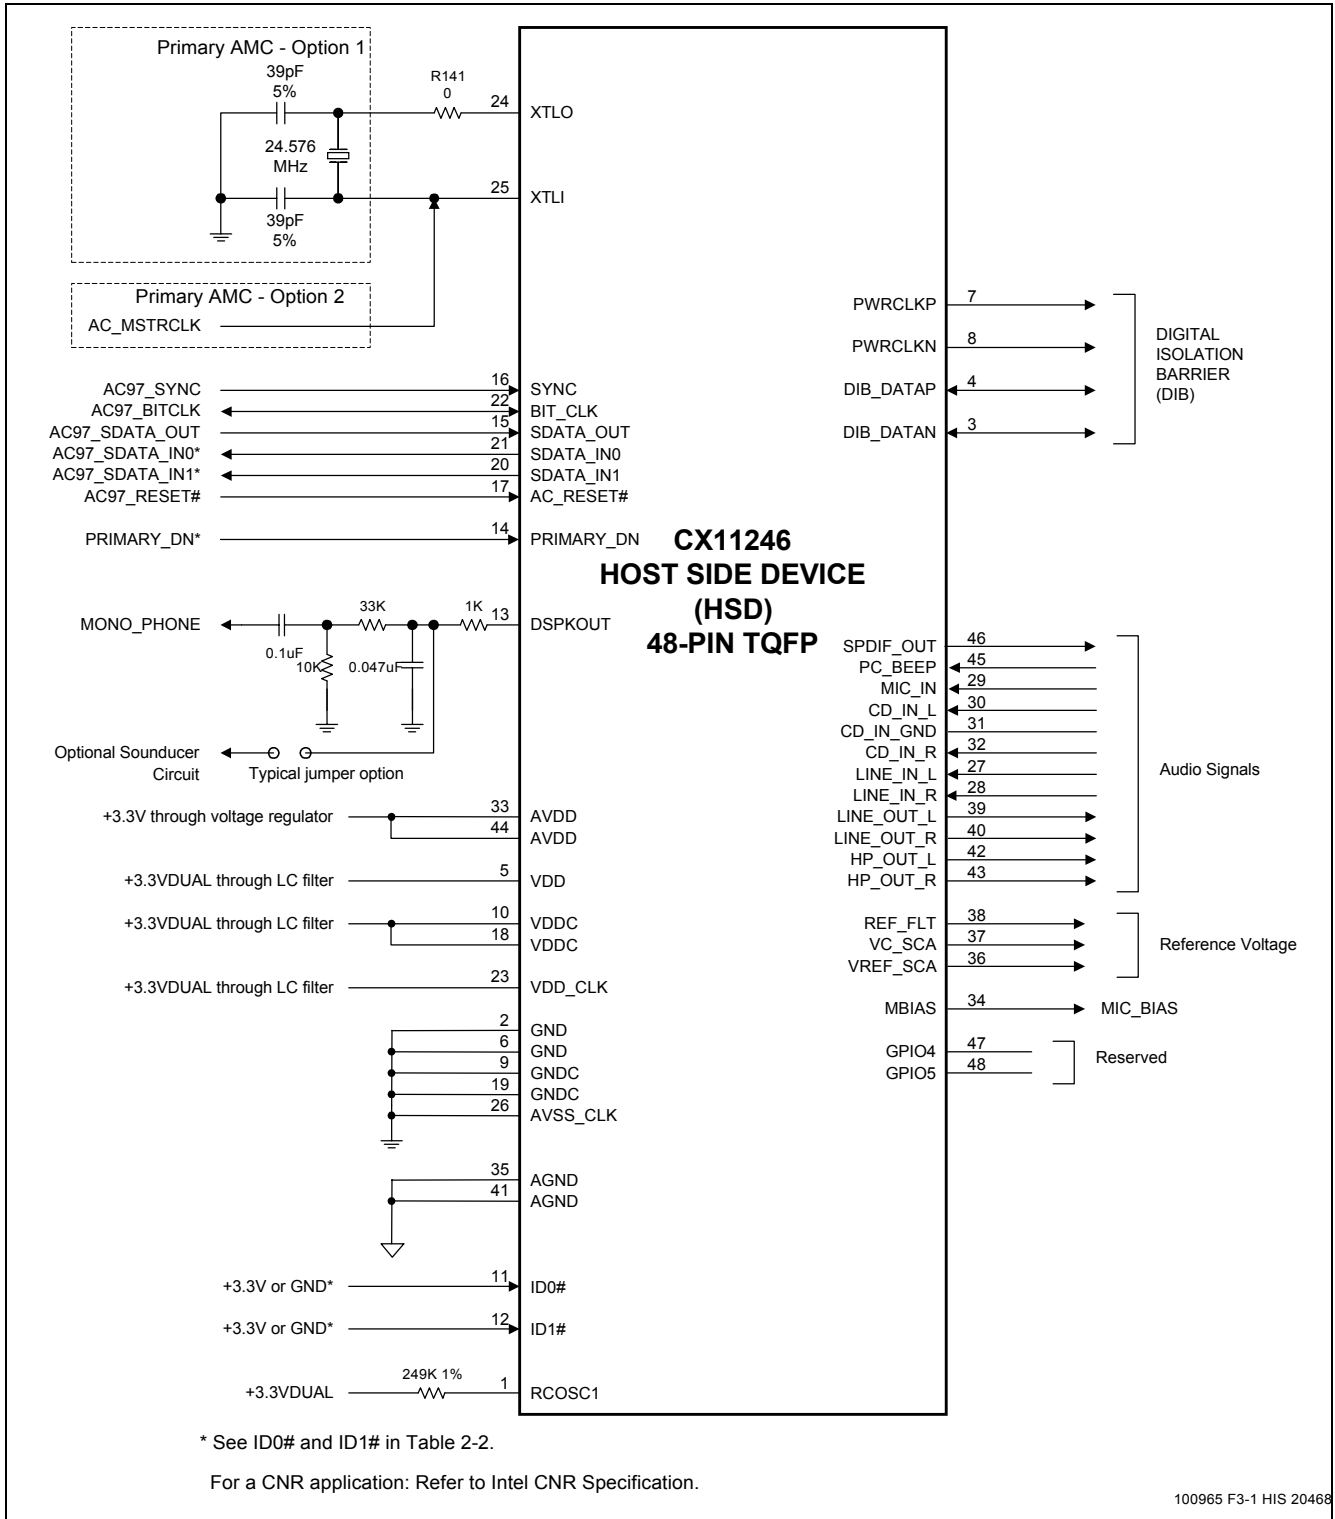 Primary AMC - Option 1
39pF
5%
24.576
MHz
39pF
5%
R141
0
24
XTLO
25
XTLI
Primary AMC - Option 2
AC_MSTRCLK
AC97_SYNC 16 SYNC
AC97_BITCLK 22 BIT_CLK
AC97_SDATA_OUT 15 SDATA_OUT
AC97_SDATA_IN0* 21 SDATA_IN0
AC97_SDATA_IN1* 20 SDATA_IN1
AC97_RESET# 17 AC_RESET#
PRIMARY_DN* 14 PRIMARY_DN
MONO_PHONE
0.1uF
10K
33K
0.047uF
1K
13 DSPKOUT
Optional Sounducer
Circuit
Typical jumper option
+3.3V through voltage regulator 33 AVDD
44 AVDD
+3.3VDUAL through LC filter 5 VDD
+3.3VDUAL through LC filter 10 VDDC
18 VDDC
+3.3VDUAL through LC filter 23 VDD_CLK
2 GND
6 GND
9 GNDC
19 GNDC
26 AVSS_CLK
35 AGND
41 AGND
+3.3V or GND* 11 ID0#
+3.3V or GND* 12 ID1#
+3.3VDUAL 249K 1% 1 RCOSC1
CX11246
HOST SIDE DEVICE
(HSD)
48-PIN TQFP
PWRCLKP 7
PWRCLKN 8
DIB_DATAP 4
DIB_DATAN 3
DIGITAL
ISOLATION
BARRIER
(DIB)
SPDIF_OUT 46
PC_BEEP 45
MIC_IN 29
CD_IN_L 30
CD_IN_GND 31
CD_IN_R 32
LINE_IN_L 27
LINE_IN_R 28
LINE_OUT_L 39
LINE_OUT_R 40
HP_OUT_L 42
HP_OUT_R 43
Audio Signals
REF_FLT 38
VC_SCA 37
VREF_SCA 36
Reference Voltage
MBIAS 34 MIC_BIAS
GPIO4 47
GPIO5 48
Reserved
* See ID0# and ID1# in Table 2-2.
For a CNR application: Refer to Intel CNR Specification.
100965 F3-1 HIS 20468